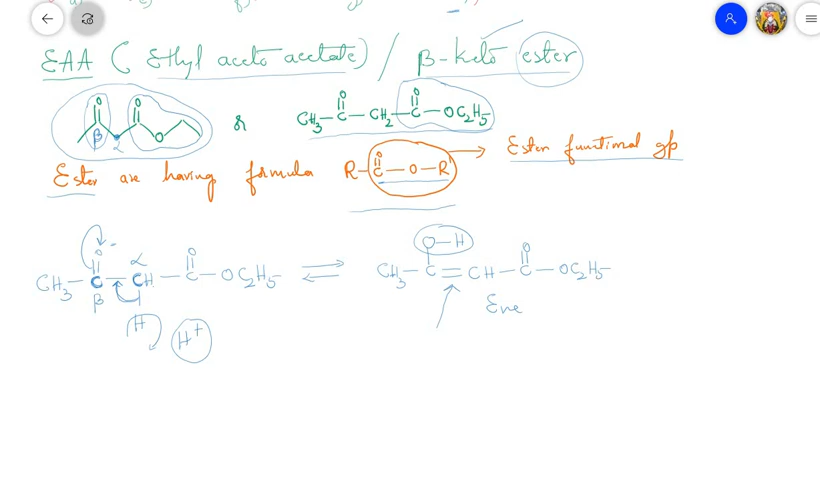 EAA ( Ethyl aceto acetate) / β-keto ester
O O O β α or CH3-C-CH2-C-OC2H5 O O
Ester are having formula R-C-O-R' O → Ester functional gp
O α O O-H O
CH3-C-CH-C-OC2H5 ⇌ CH3-C=CH-C-OC2H5
β H H+ Ene